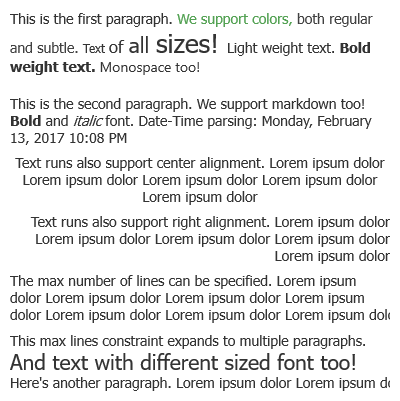 This is the first paragraph. We support colors, both regular
and subtle. Text of all sizes! Light weight text. Bold
weight text. Monospace too!
This is the second paragraph. We support markdown too!
Bold and italic font. Date-Time parsing: Monday, February
13, 2017 10:08 PM
Text runs also support center alignment. Lorem ipsum dolor
Lorem ipsum dolor Lorem ipsum dolor Lorem ipsum dolor
Lorem ipsum dolor
Text runs also support right alignment. Lorem ipsum dolor
Lorem ipsum dolor Lorem ipsum dolor Lorem ipsum dolor
Lorem ipsum dolor
The max number of lines can be specified. Lorem ipsum
dolor Lorem ipsum dolor Lorem ipsum dolor Lorem ipsum
dolor Lorem ipsum dolor Lorem ipsum dolor Lorem ipsum dolo
This max lines constraint expands to multiple paragraphs.
And text with different sized font too!
Here's another paragraph. Lorem ipsum dolor Lorem ipsum do